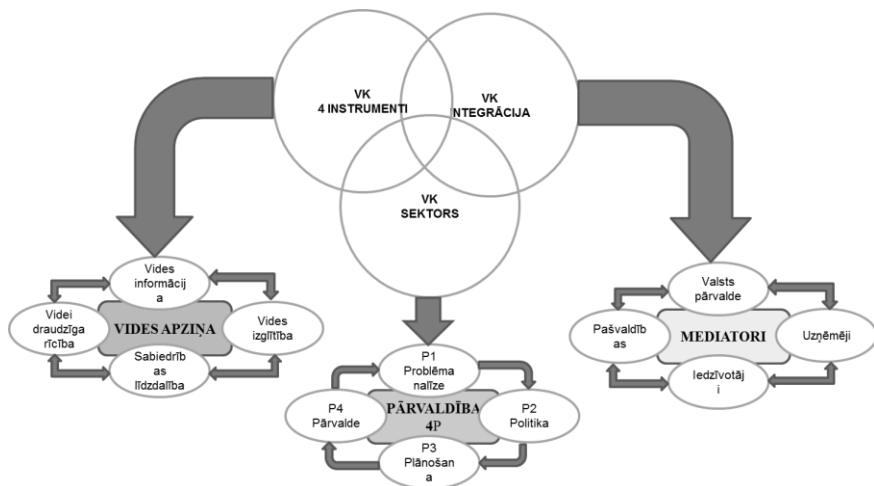 VK
4 INSTRUMENTI
VK
INTEGRĀCIJA
VK
SEKTORS
Vides
informācij
a
Videi
draudzīga
rīcība
VIDES APZIŅA
Vides
izglītība
Sabiedrīb
as
līdzdalība
P1
Problēma
nalīze
P4
Pārvalde
PĀRVALDĪBA
4P
P2
Politika
P3
Plānošan
a
Valsts
pārvalde
Pašvaldīb
as
MEDIATORI
Uzņēmēji
Iedzīvotāj
i